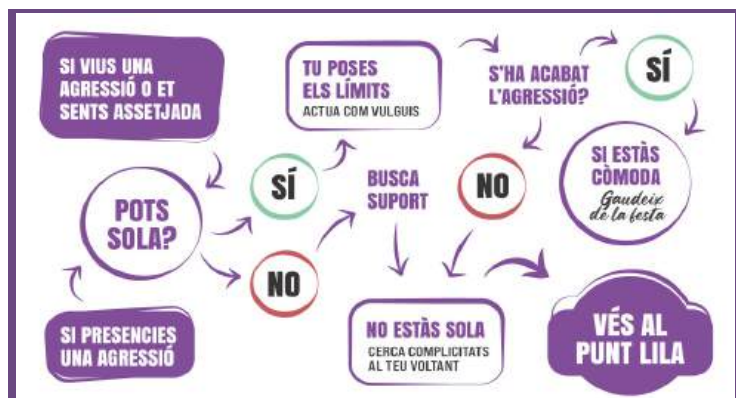 SI VIUS UNA
AGRESSIÓ O ET
SENTS ASSETJADA
TU POSES
ELS LÍMITS
ACTUA COM VULGUIS
S'HA ACABAT
L'AGRESSIÓ?
SÍ
SI ESTÀS
CÒMODA
Gaudeix
de la festa
POTS
SOLA?
SÍ
BUSCA
SUPORT
NO
NO
SI PRESENCIES
UNA AGRESSIÓ
NO ESTÀS SOLA
CERCA COMPLICITATS
AL TEU VOLTANT
VÉS AL
PUNT LILA